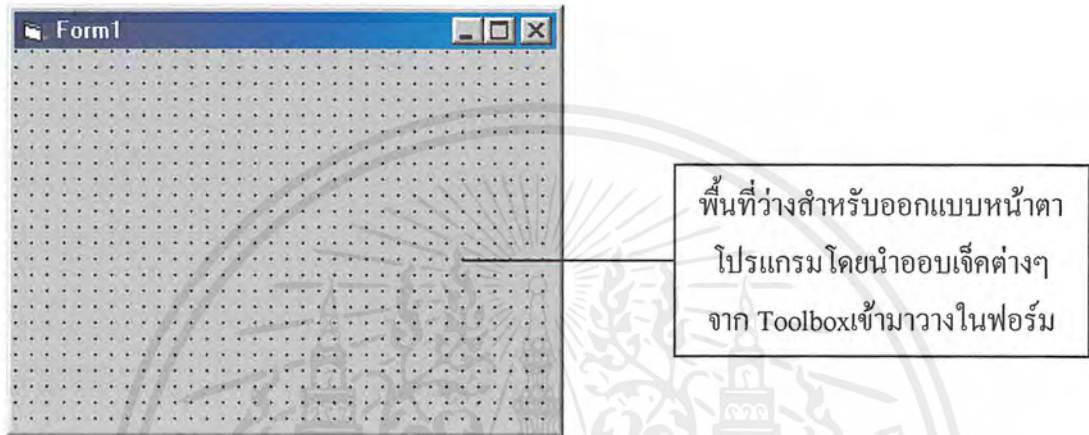 Form1
พื้นที่ว่างสำหรับออกแบบหน้าตา
โปรแกรมโดยนำออบเจ็คต่างๆ
จาก Toolboxเข้ามาวางในฟอร์ม